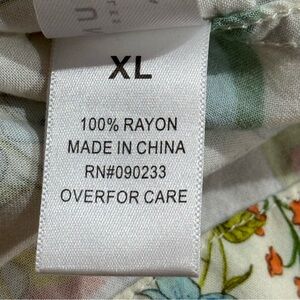 XL
100% RAYON
MADE IN CHINA
RN#090233
OVERFOR CARE